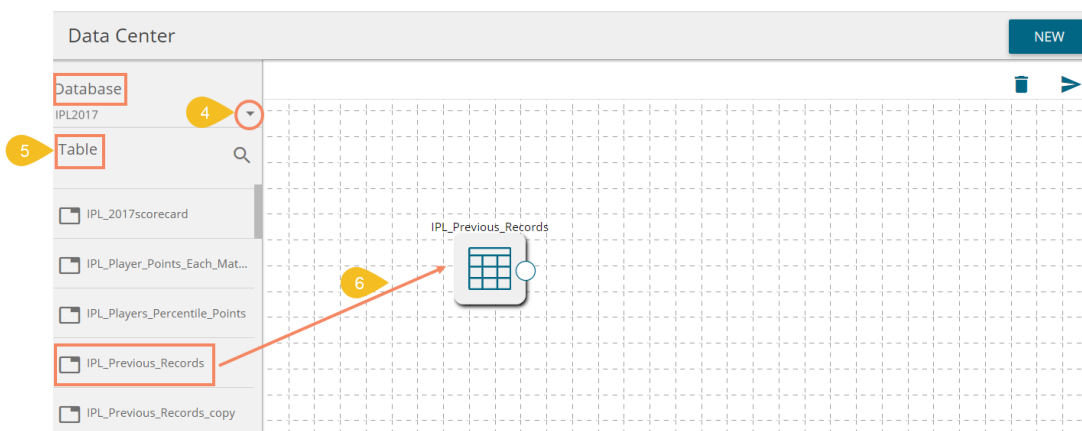 Data Center
NEW
Database
IPL2017
4
5
Table
IPL_2017scorecard
IPL_Previous_Records
IPL_Player_Points_Each_Mat...
6
IPL_Players_Percentile_Points
IPL_Previous_Records
IPL_Previous_Records_copy